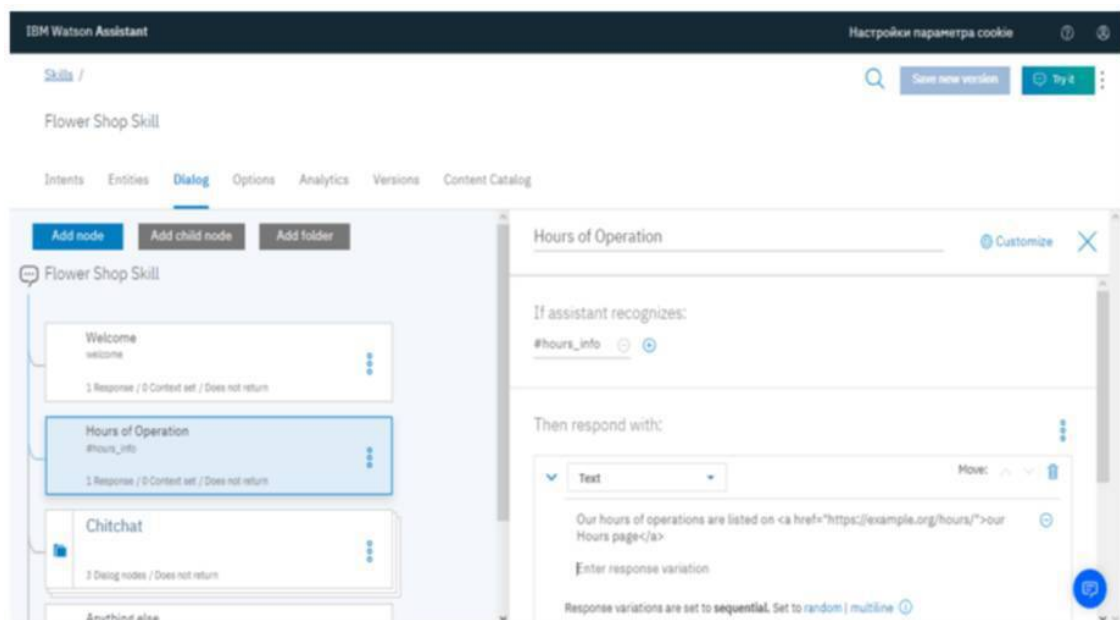 IBM Watson Assistant
Настройки параметра cookie
Skills /
Save new version
Try it
Flower Shop Skill
Intents Entities Dialog Options Analytics Versions Content Catalog
Add node Add child node Add folder
Flower Shop Skill
Welcome
welcome
1 Response / 0 Context set / Does not return
Hours of Operation
#hours_info
1 Response / 0 Context set / Does not return
Chitchat
3 Dialog nodes / Does not return
Anything else
Hours of Operation
Customize
If assistant recognizes:
#hours_info
Then respond with:
Text
Move:
Our hours of operations are listed on <a href="https://example.org/hours/">our
Hours page</a>
Enter response variation
Response variations are set to sequential. Set to random | multiline